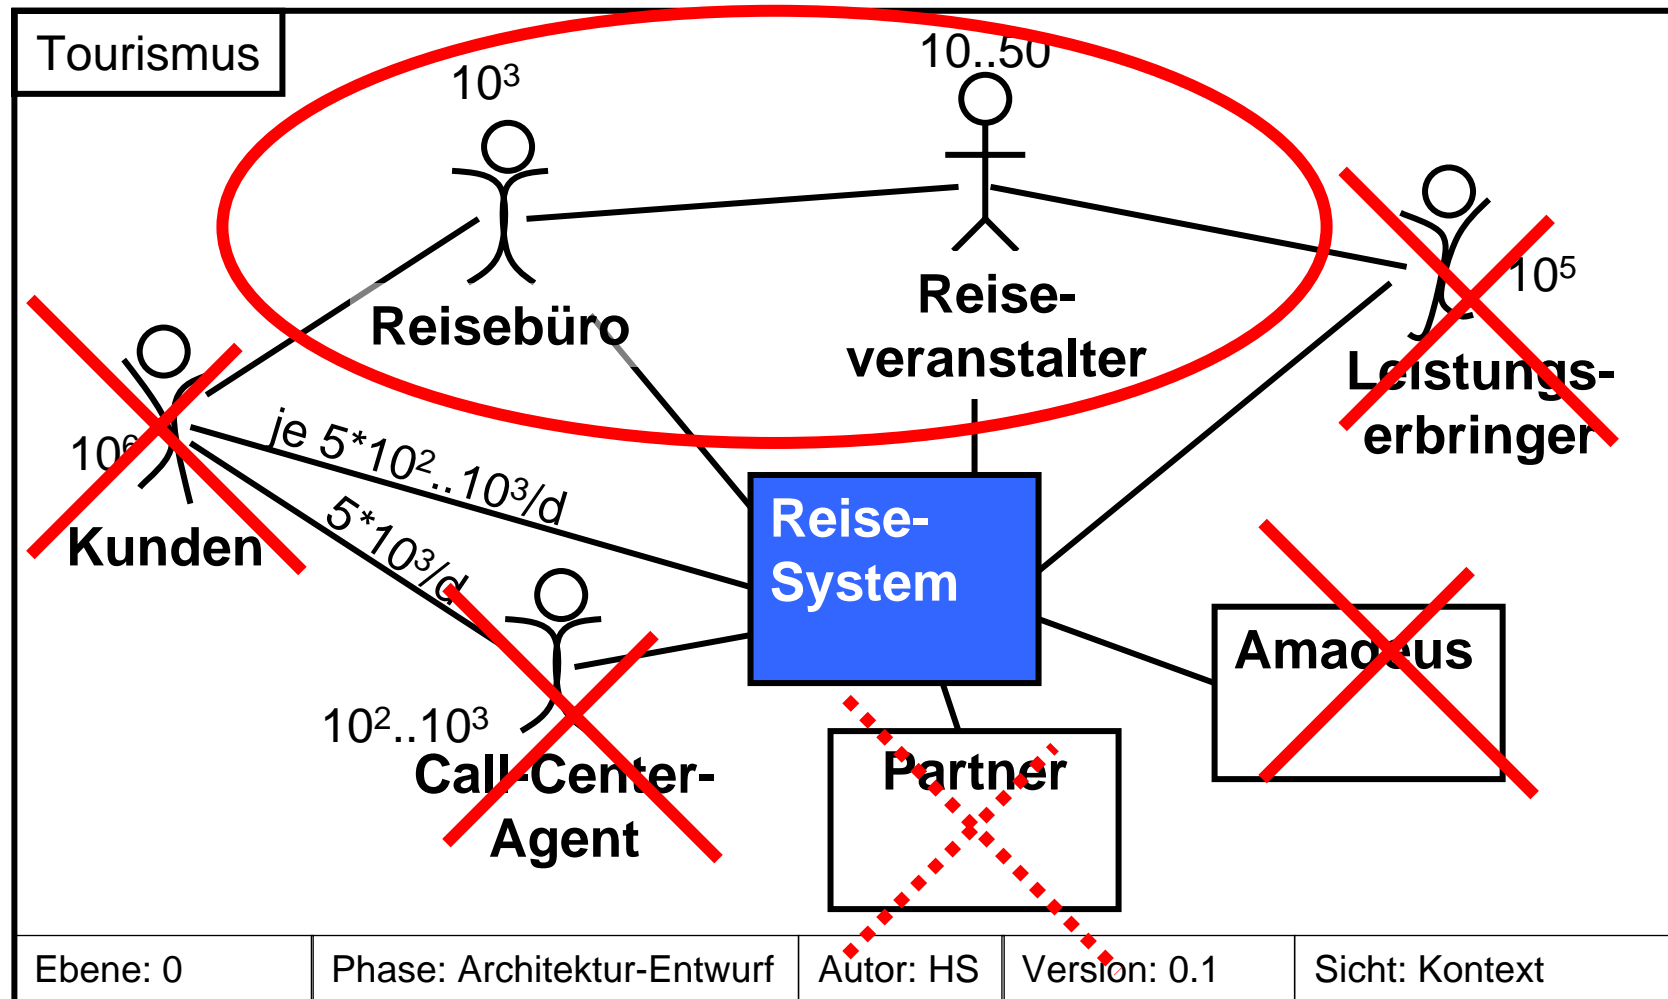 Tourismus
10³
10..50
Reisebüro
Reise-
veranstalter
10⁵
Leistungs-
erbringer
10⁶
Kunden
je 5*10²..10³/d
5*10³/d
Reise-
System
10²..10³
Call-Center-
Agent
Partner
Amadeus
Ebene: 0
Phase: Architektur-Entwurf
Autor: HS
Version: 0.1
Sicht: Kontext